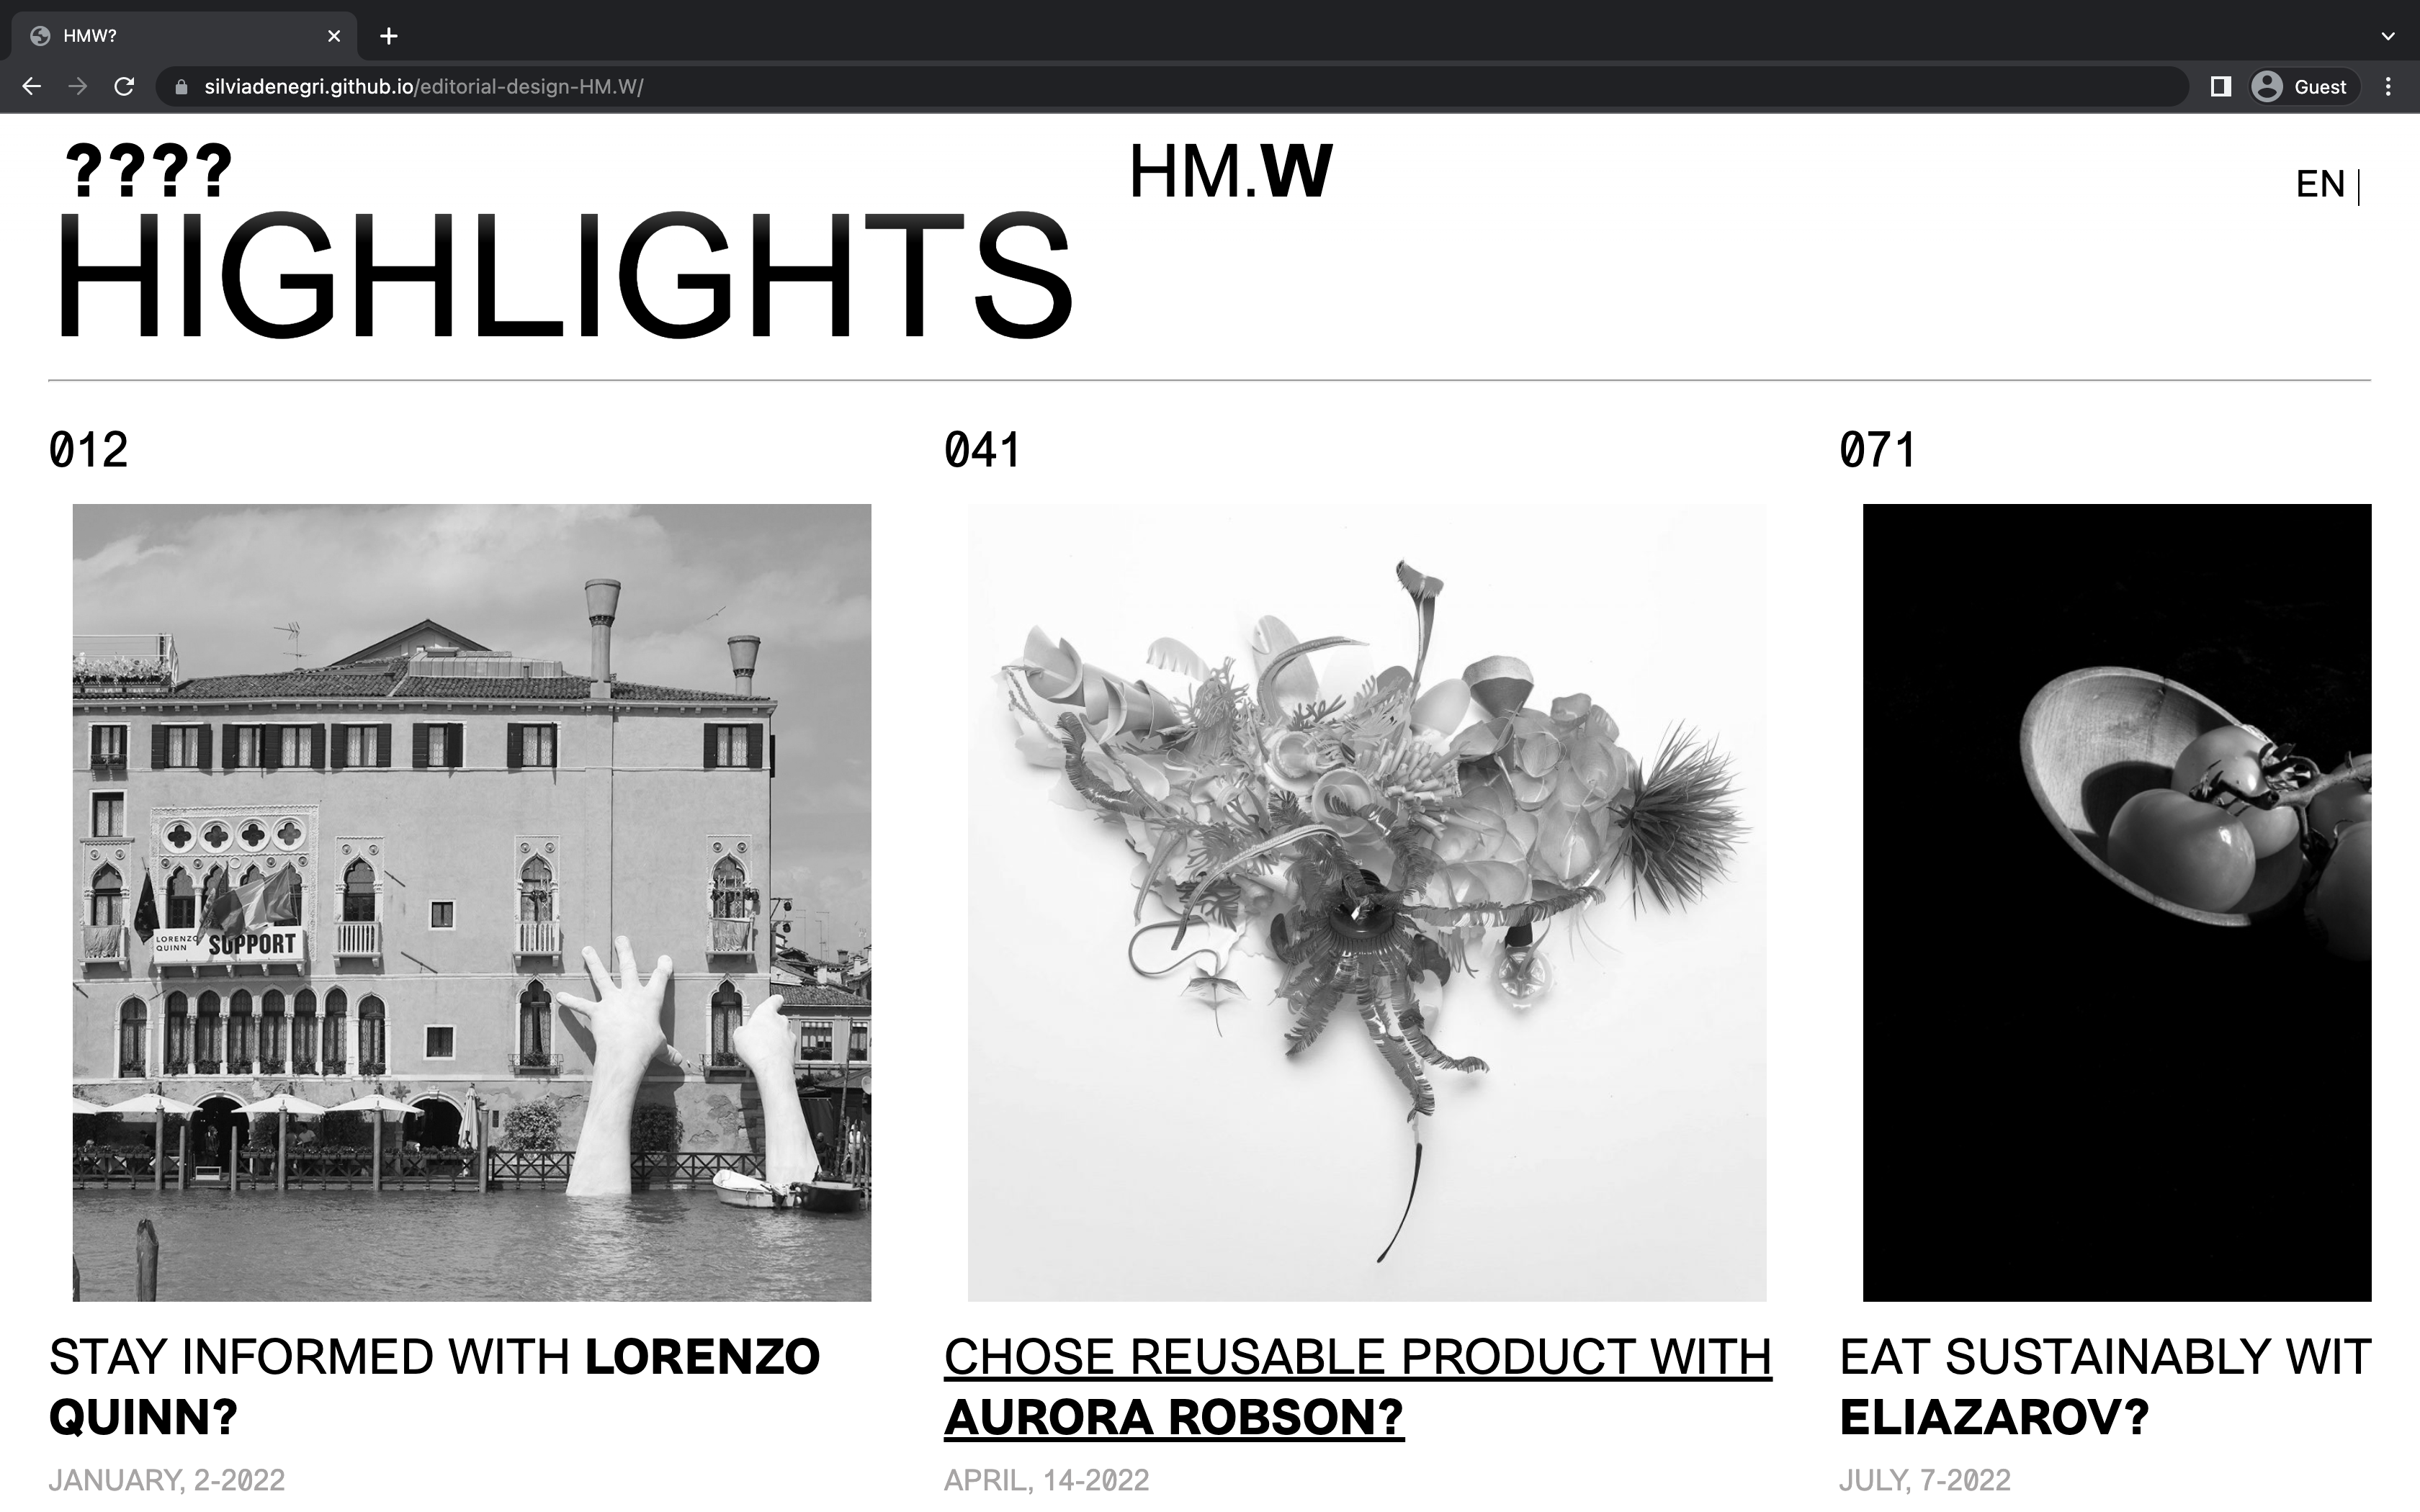 HMW?
silviadenegri.github.io/editorial-design-HM.W/
Guest
????
HM.W
EN |
HIGHLIGHTS
012
LORENZO
QUINN
SUPPORT
STAY INFORMED WITH LORENZO
QUINN?
JANUARY, 2-2022
041
CHOSE REUSABLE PRODUCT WITH
AURORA ROBSON?
APRIL, 14-2022
071
EAT SUSTAINABLY WIT
ELIAZAROV?
JULY, 7-2022